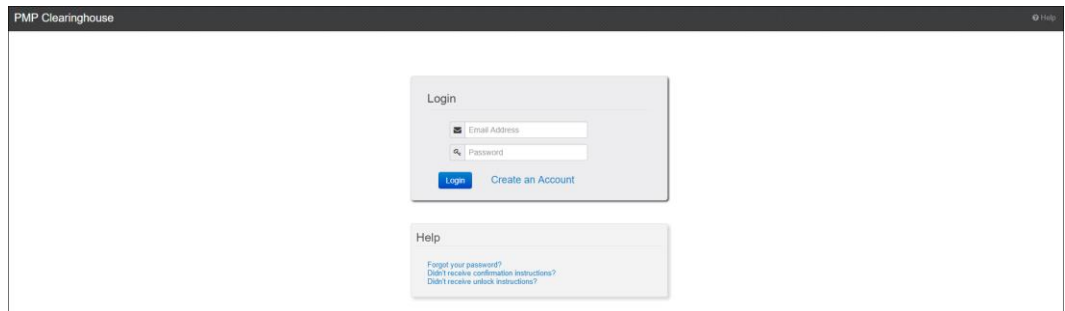 PMP Clearinghouse
Help
Login
Email Address
Password
Login Create an Account
Help
Forgot your password?
Didn't receive confirmation instructions?
Didn't receive unlock instructions?